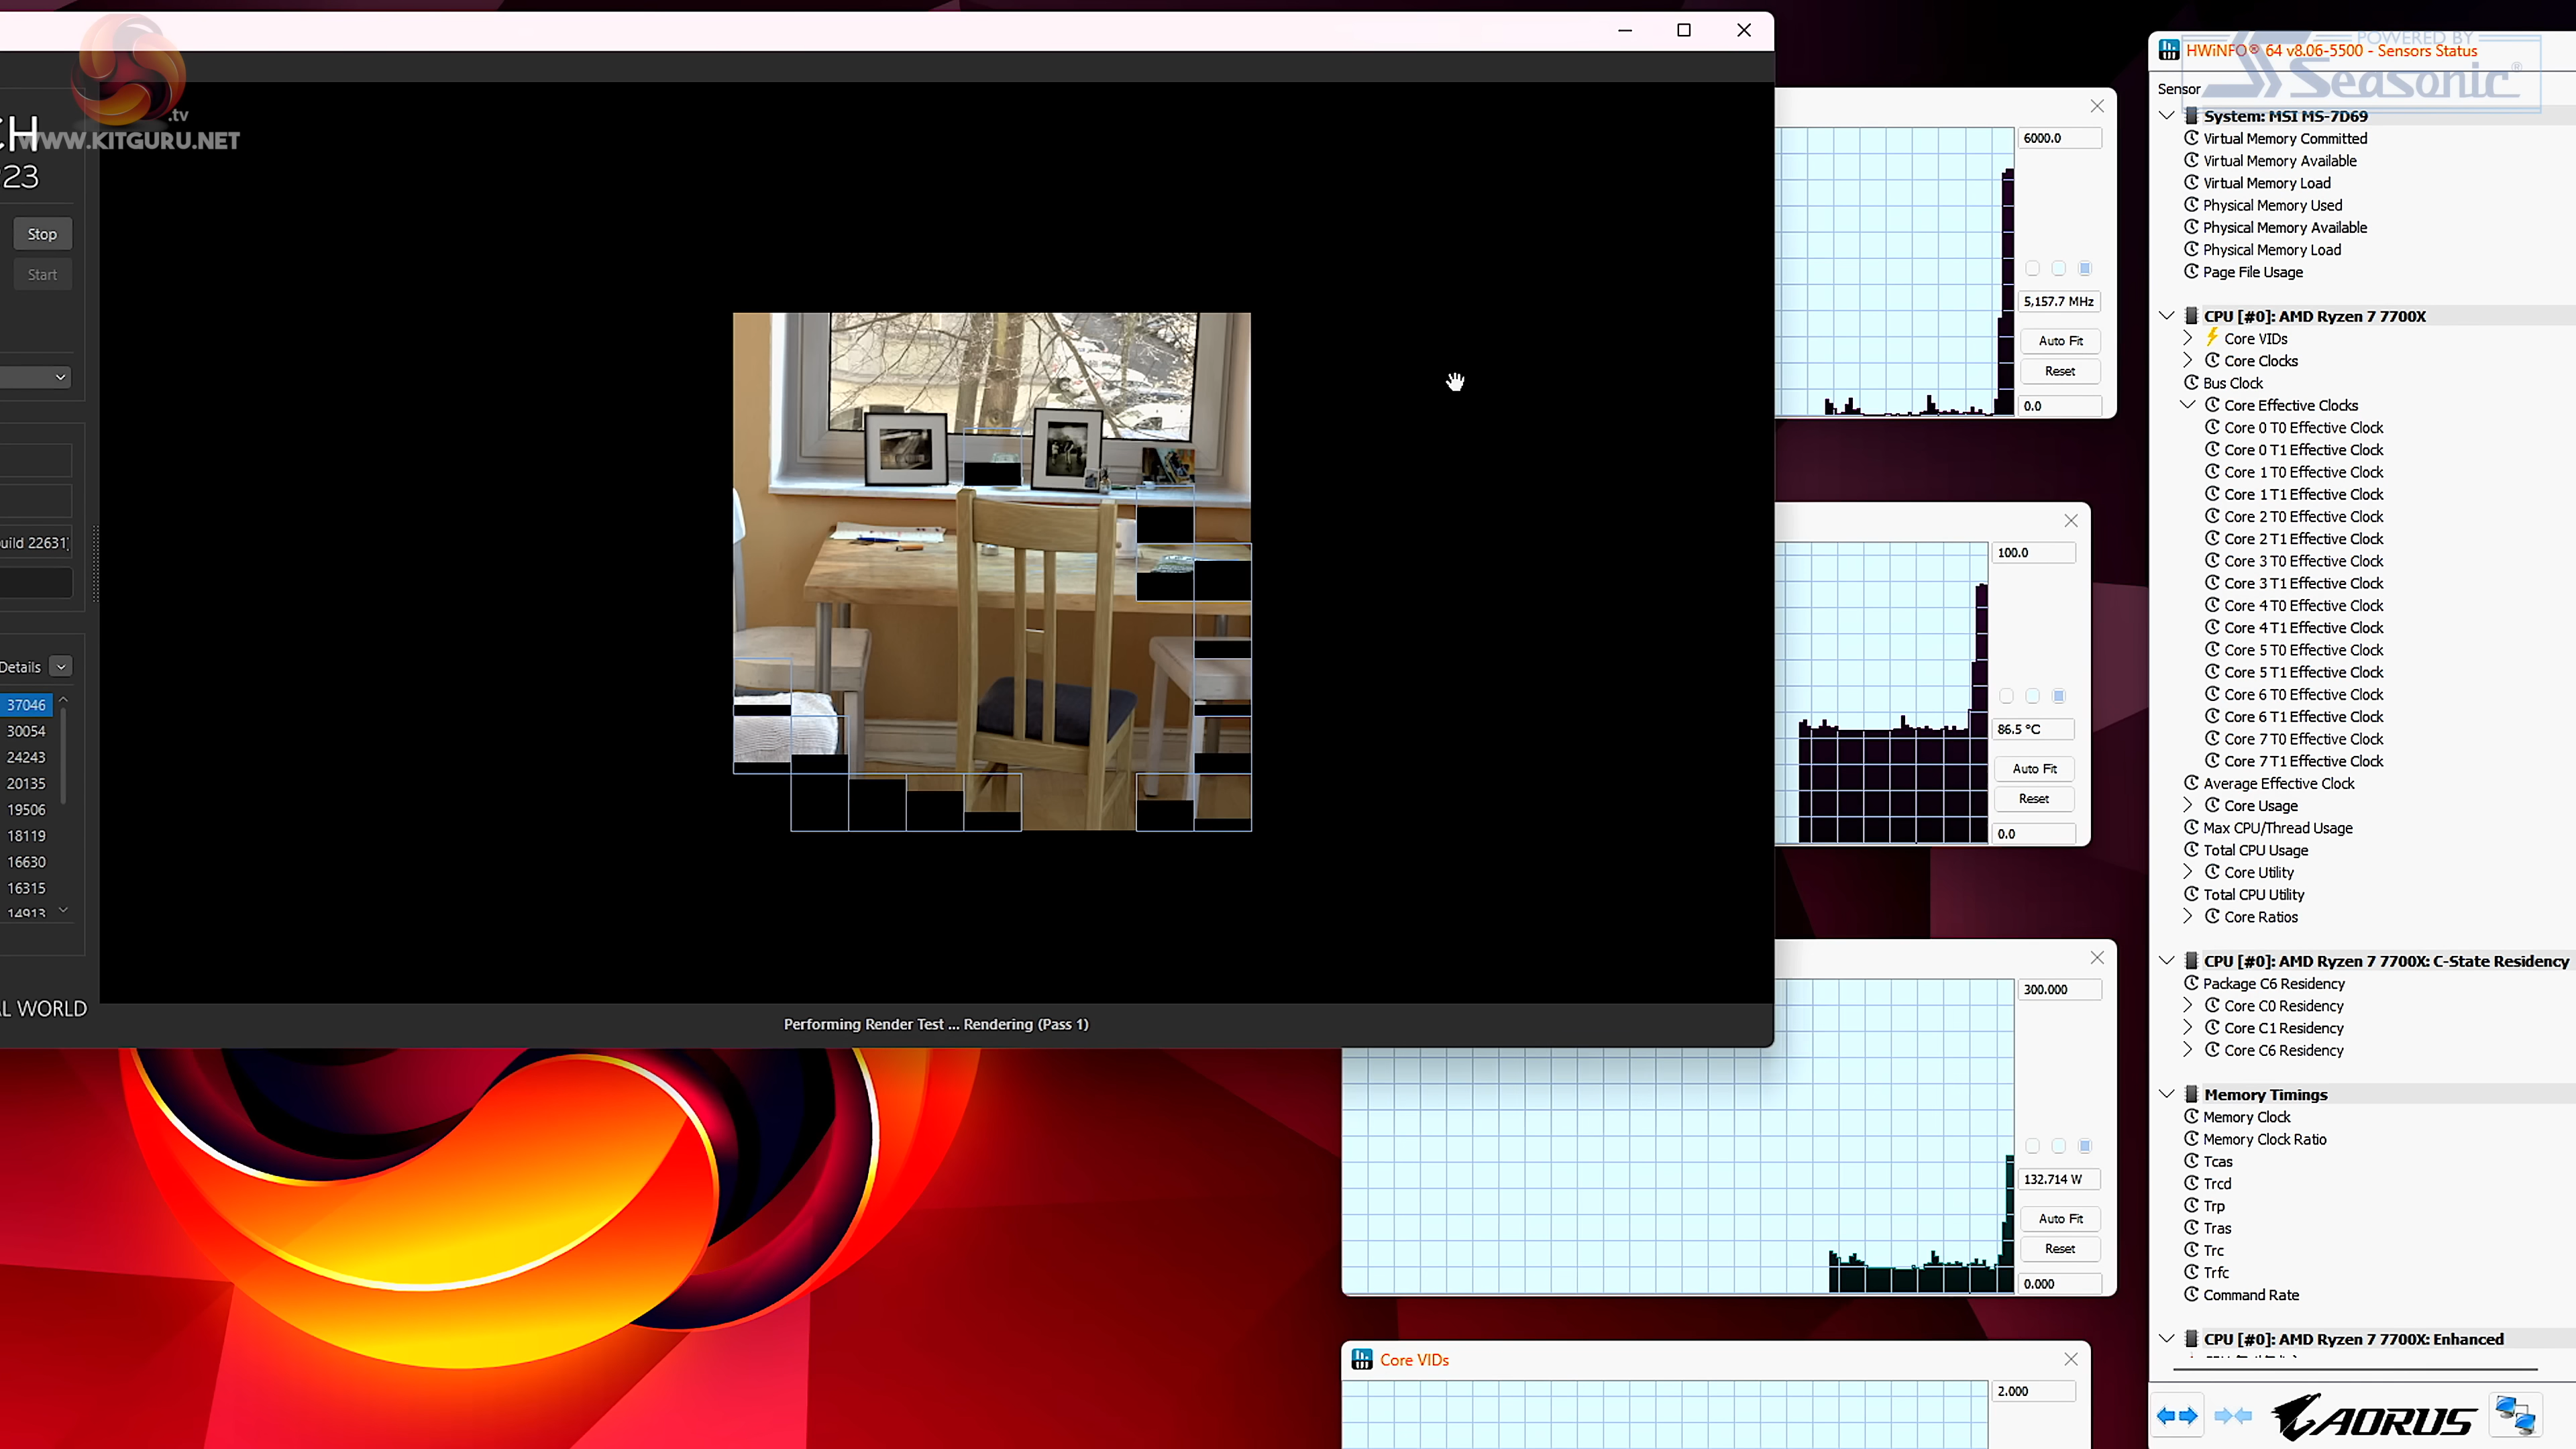 .tv
WWW.KITGURU.NET
CH
23
Stop
Start
uild 22631)
Details
37046
30054
24243
20135
19506
18119
16630
16315
14913
L WORLD
Performing Render Test ... Rendering (Pass 1)
6000.0
5,157.7 MHz
Auto Fit
Reset
0.0
100.0
86.5 °C
Auto Fit
Reset
0.0
300.000
132.714 W
Auto Fit
Reset
0.000
Core VIDs
2.000
POWERED BY
Seasonic®
HWiNFO® 64 v8.06-5500 - Sensors Status
Sensor
System: MSI MS-7D69
Virtual Memory Committed
Virtual Memory Available
Virtual Memory Load
Physical Memory Used
Physical Memory Available
Physical Memory Load
Page File Usage
CPU [#0]: AMD Ryzen 7 7700X
Core VIDs
Core Clocks
Bus Clock
Core Effective Clocks
Core 0 T0 Effective Clock
Core 0 T1 Effective Clock
Core 1 T0 Effective Clock
Core 1 T1 Effective Clock
Core 2 T0 Effective Clock
Core 2 T1 Effective Clock
Core 3 T0 Effective Clock
Core 3 T1 Effective Clock
Core 4 T0 Effective Clock
Core 4 T1 Effective Clock
Core 5 T0 Effective Clock
Core 5 T1 Effective Clock
Core 6 T0 Effective Clock
Core 6 T1 Effective Clock
Core 7 T0 Effective Clock
Core 7 T1 Effective Clock
Average Effective Clock
Core Usage
Max CPU/Thread Usage
Total CPU Usage
Core Utility
Total CPU Utility
Core Ratios
CPU [#0]: AMD Ryzen 7 7700X: C-State Residency
Package C6 Residency
Core C0 Residency
Core C1 Residency
Core C6 Residency
Memory Timings
Memory Clock
Memory Clock Ratio
Tcas
Trcd
Trp
Tras
Trc
Trfc
Command Rate
CPU [#0]: AMD Ryzen 7 7700X: Enhanced
AORUS